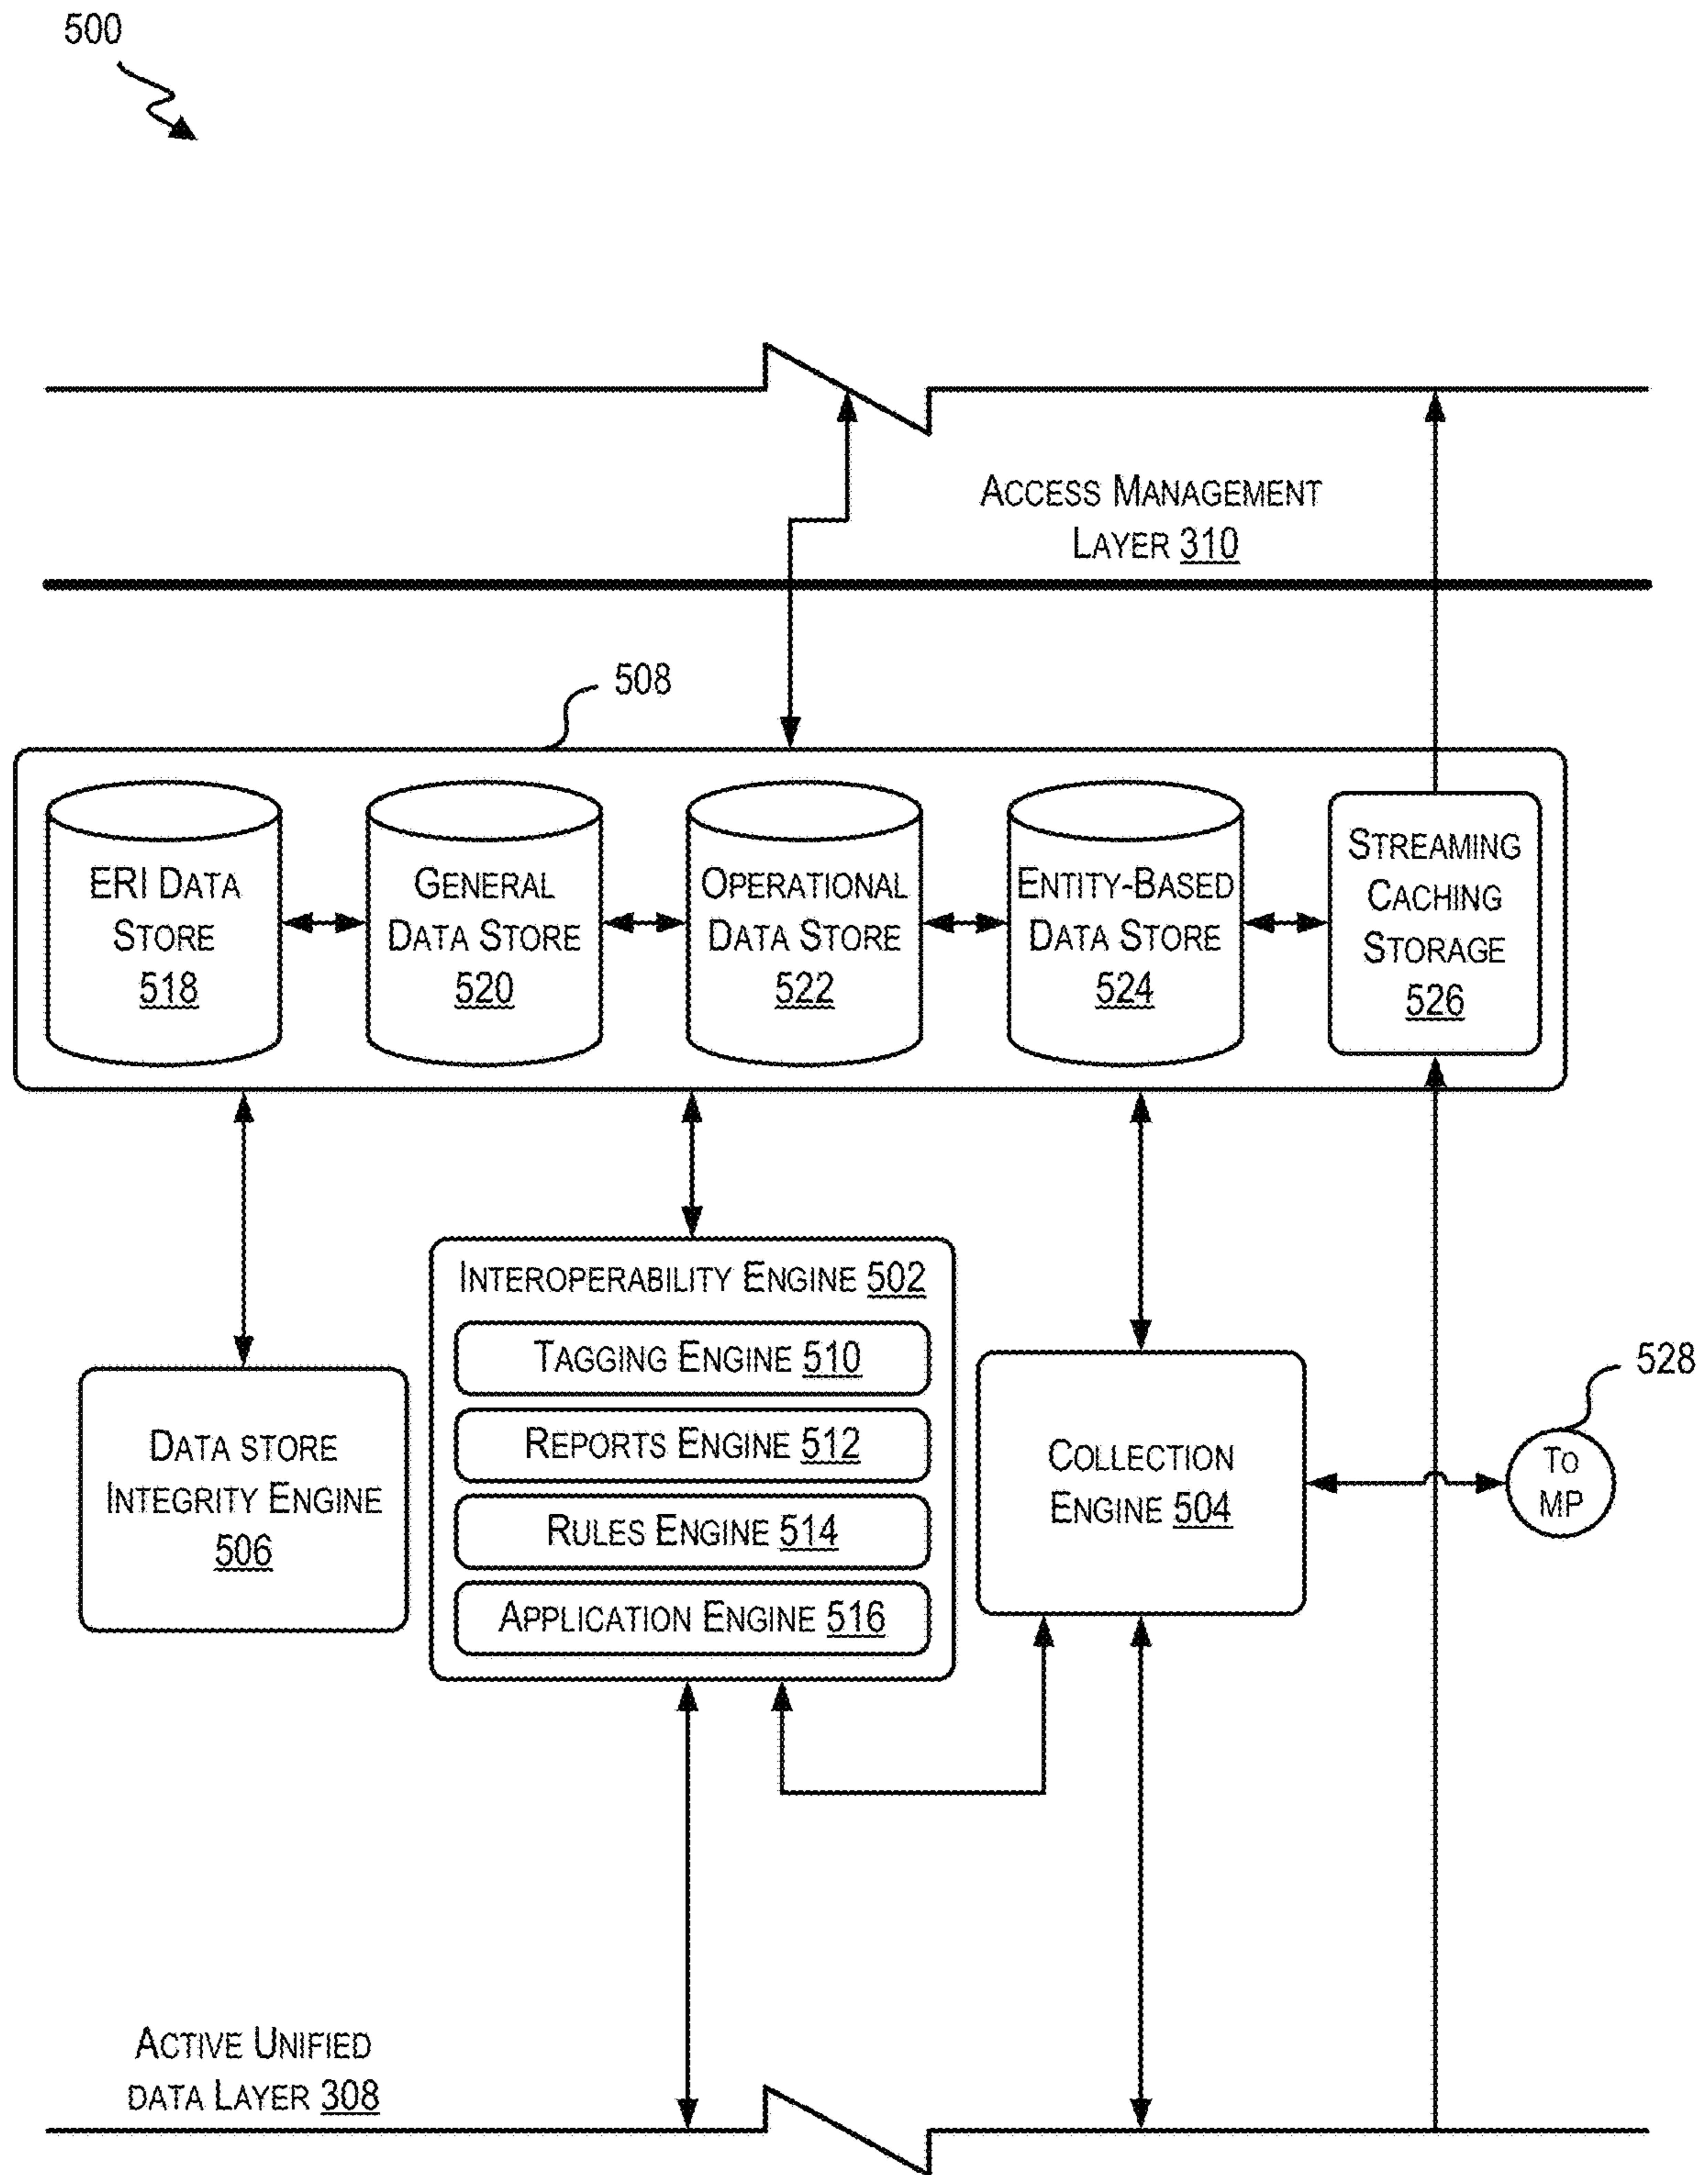 500
ACCESS MANAGEMENT
LAYER 310
508
ERI DATA
STORE
518
GENERAL
DATA STORE
520
OPERATIONAL
DATA STORE
522
ENTITY-BASED
DATA STORE
524
STREAMING
CACHING
STORAGE
526
INTEROPERABILITY ENGINE 502
TAGGING ENGINE 510
REPORTS ENGINE 512
RULES ENGINE 514
APPLICATION ENGINE 516
DATA STORE
INTEGRITY ENGINE
506
COLLECTION
ENGINE 504
528
TO
MP
ACTIVE UNIFIED
DATA LAYER 308